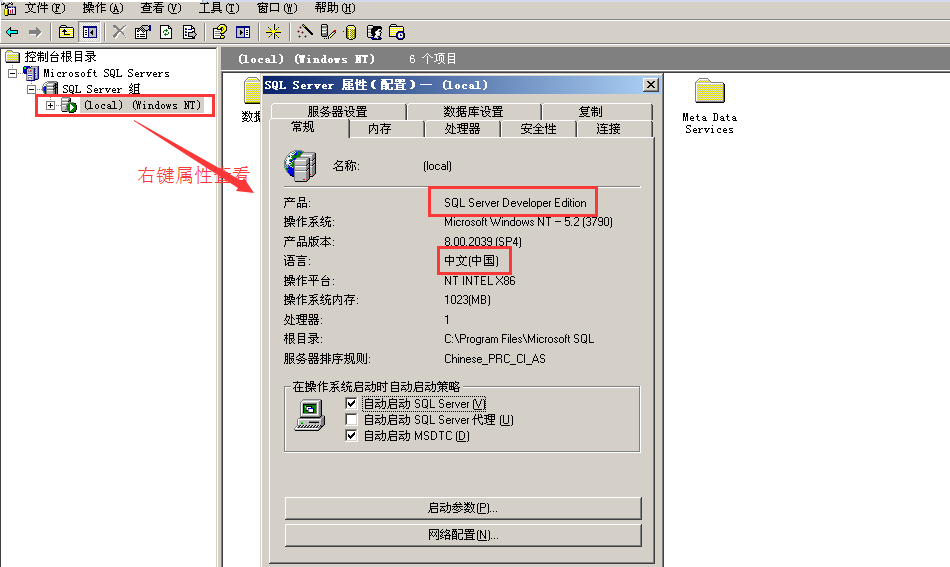 文件(F) 操作(A) 查看(V) 工具(T) 窗口(W) 帮助(H)
控制台根目录
Microsoft SQL Servers
SQL Server 组
(local) (Windows NT)
右键属性查看
(local) (Windows NT) 6 个项目
数据
Meta Data
Services
SQL Server 属性(配置) - (local)
服务器设置 数据库设置 复制
常规 内存 处理器 安全性 连接
名称: (local)
产品: SQL Server Developer Edition
操作系统: Microsoft Windows NT - 5.2 (3790)
产品版本: 8.00.2039 (SP4)
语言: 中文(中国)
操作平台: NT INTEL X86
操作系统内存: 1023(MB)
处理器: 1
根目录: C:\Program Files\Microsoft SQL
服务器排序规则: Chinese_PRC_CI_AS
在操作系统启动时自动启动策略
自动启动 SQL Server (V)
自动启动 SQL Server 代理 (U)
自动启动 MSDTC (D)
启动参数(P)...
网络配置(N)...